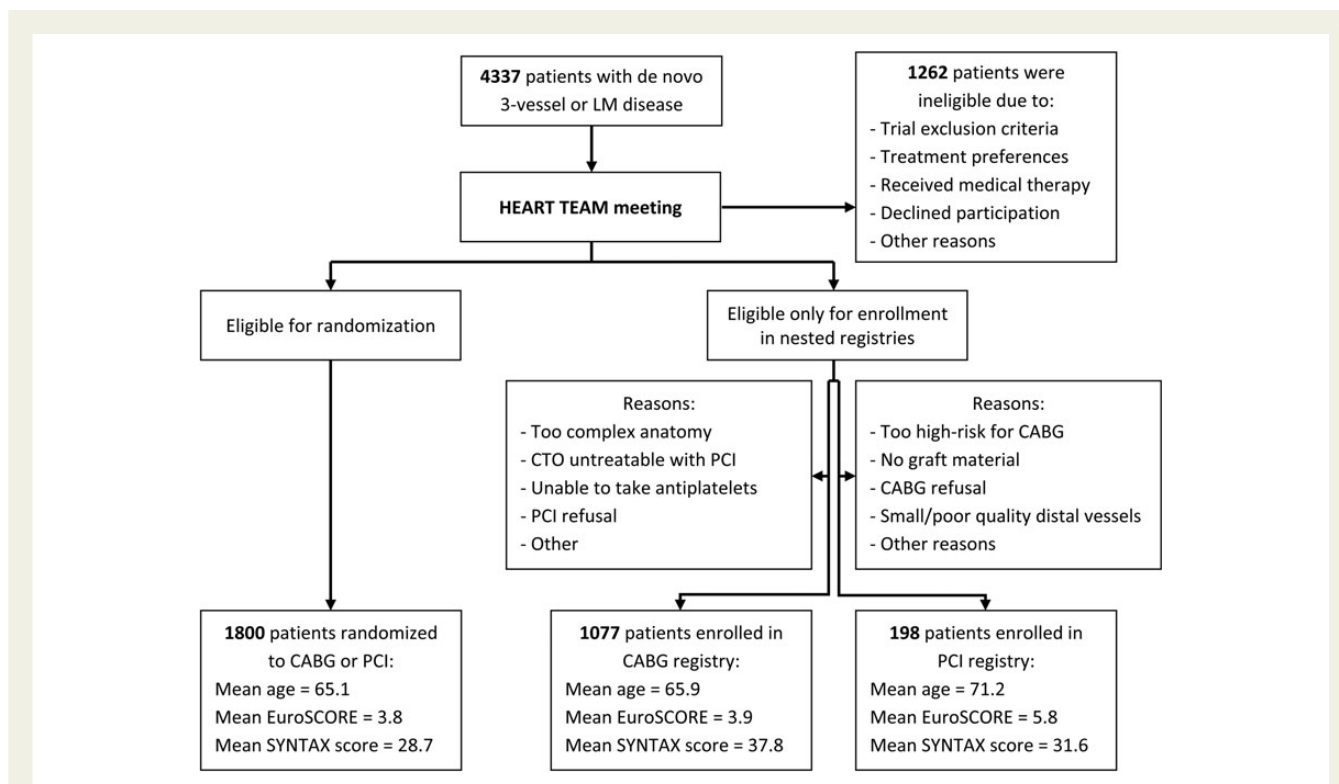 4337 patients with de novo
3-vessel or LM disease
1262 patients were
ineligible due to:
- Trial exclusion criteria
- Treatment preferences
- Received medical therapy
- Declined participation
- Other reasons
HEART TEAM meeting
Eligible for randomization
Eligible only for enrollment
in nested registries
Reasons:
- Too complex anatomy
- CTO untreatable with PCI
- Unable to take antiplatelets
- PCI refusal
- Other
Reasons:
- Too high-risk for CABG
- No graft material
- CABG refusal
- Small/poor quality distal vessels
- Other reasons
1800 patients randomized
to CABG or PCI:
Mean age = 65.1
Mean EuroSCORE = 3.8
Mean SYNTAX score = 28.7
1077 patients enrolled in
CABG registry:
Mean age = 65.9
Mean EuroSCORE = 3.9
Mean SYNTAX score = 37.8
198 patients enrolled in
PCI registry:
Mean age = 71.2
Mean EuroSCORE = 5.8
Mean SYNTAX score = 31.6